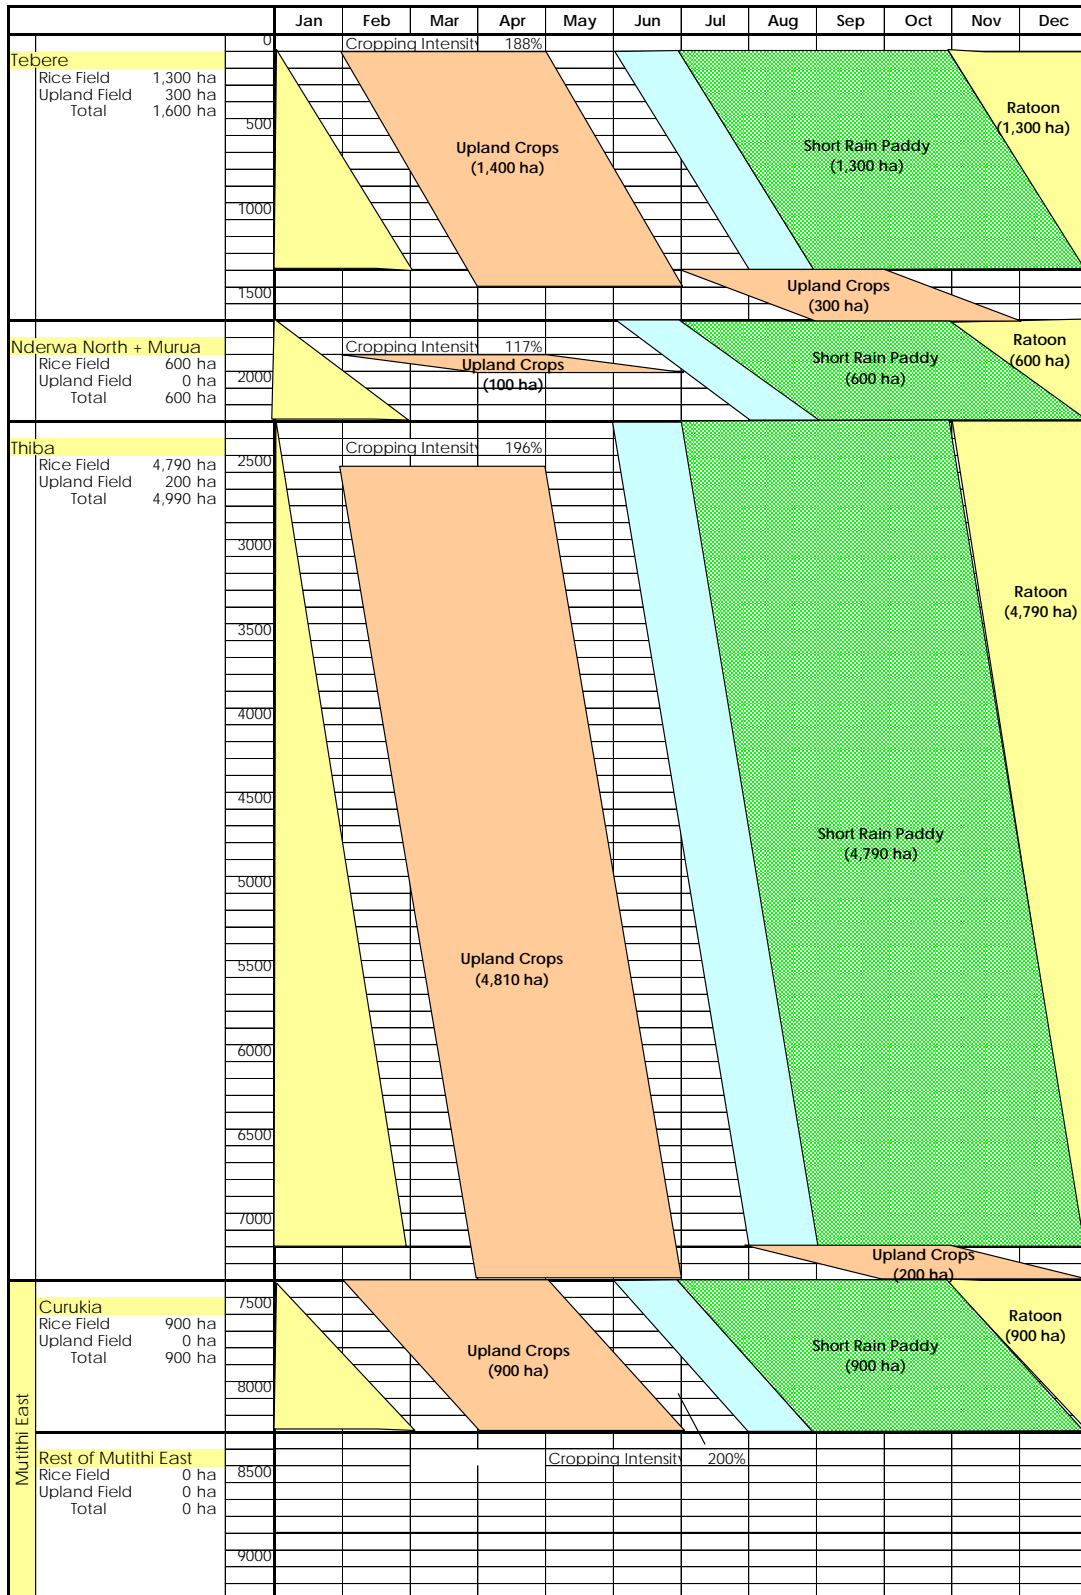 Jan Feb Mar Apr May Jun Jul Aug Sep Oct Nov Dec
0
Cropping Intensity 188%
Tebere
Rice Field 1,300 ha
Upland Field 300 ha
Total 1,600 ha
500
1000
1500
Upland Crops
(1,400 ha)
Short Rain Paddy
(1,300 ha)
Ratoon
(1,300 ha)
Upland Crops
(300 ha)
Nderwa North + Murua
Rice Field 600 ha
Upland Field 0 ha
Total 600 ha
Cropping Intensity 117%
2000
Upland Crops
(100 ha)
Short Rain Paddy
(600 ha)
Ratoon
(600 ha)
Thiba
Rice Field 4,790 ha
Upland Field 200 ha
Total 4,990 ha
Cropping Intensity 196%
2500
3000
3500
4000
4500
5000
5500
6000
6500
7000
Ratoon
(4,790 ha)
Short Rain Paddy
(4,790 ha)
Upland Crops
(4,810 ha)
Upland Crops
(200 ha)
Mutithi East
Curukia
Rice Field 900 ha
Upland Field 0 ha
Total 900 ha
7500
8000
Upland Crops
(900 ha)
Short Rain Paddy
(900 ha)
Ratoon
(900 ha)
Rest of Mutithi East
Rice Field 0 ha
Upland Field 0 ha
Total 0 ha
Cropping Intensity 200%
8500
9000